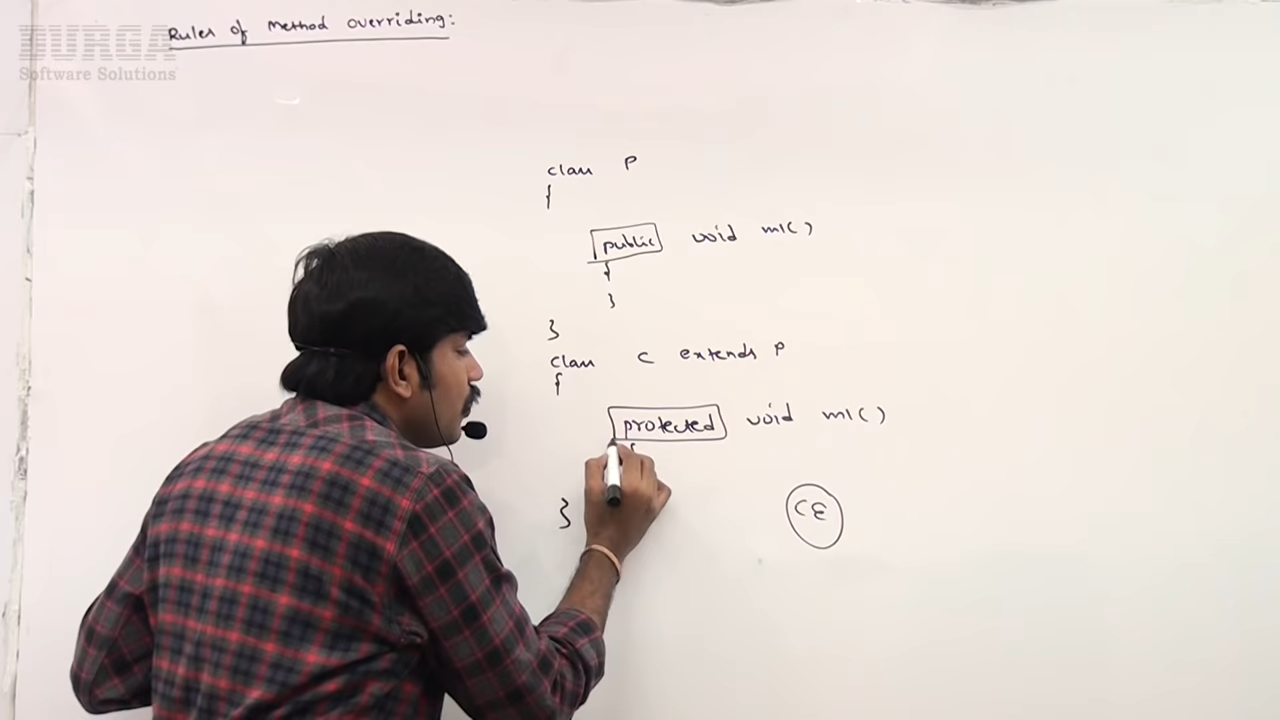 DURGA
Software Solutions
Rules of Method overriding:
class P
{
public void m1()
{
}
}
class C extends P
{
protected void m1()
{
}
CE